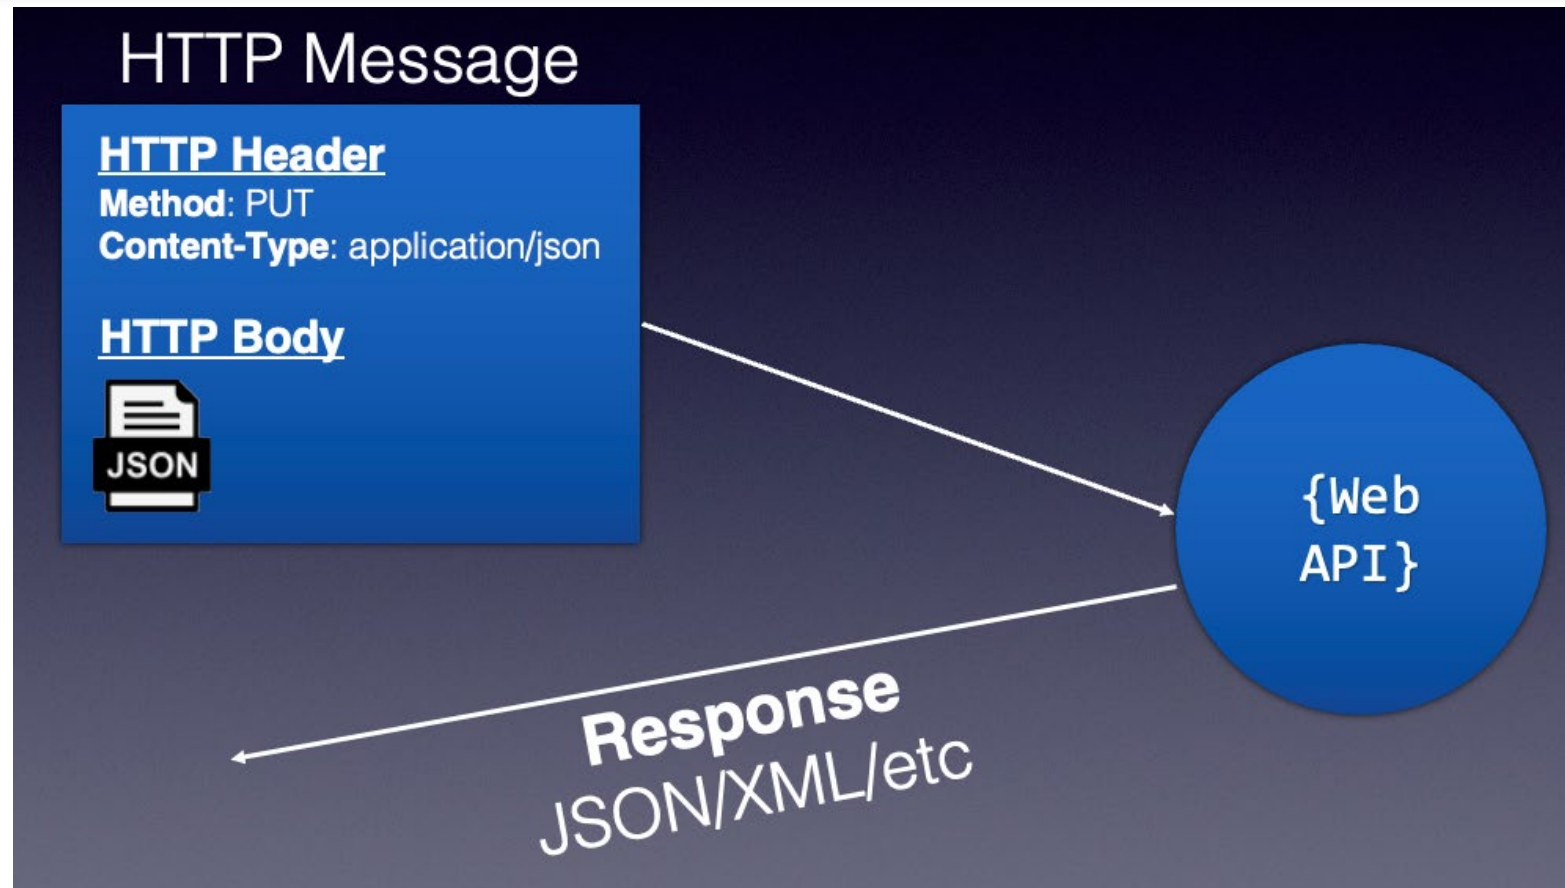 HTTP Message
HTTP Header
Method: PUT
Content-Type: application/json
HTTP Body
JSON
{Web
API}
Response
JSON/XML/etc